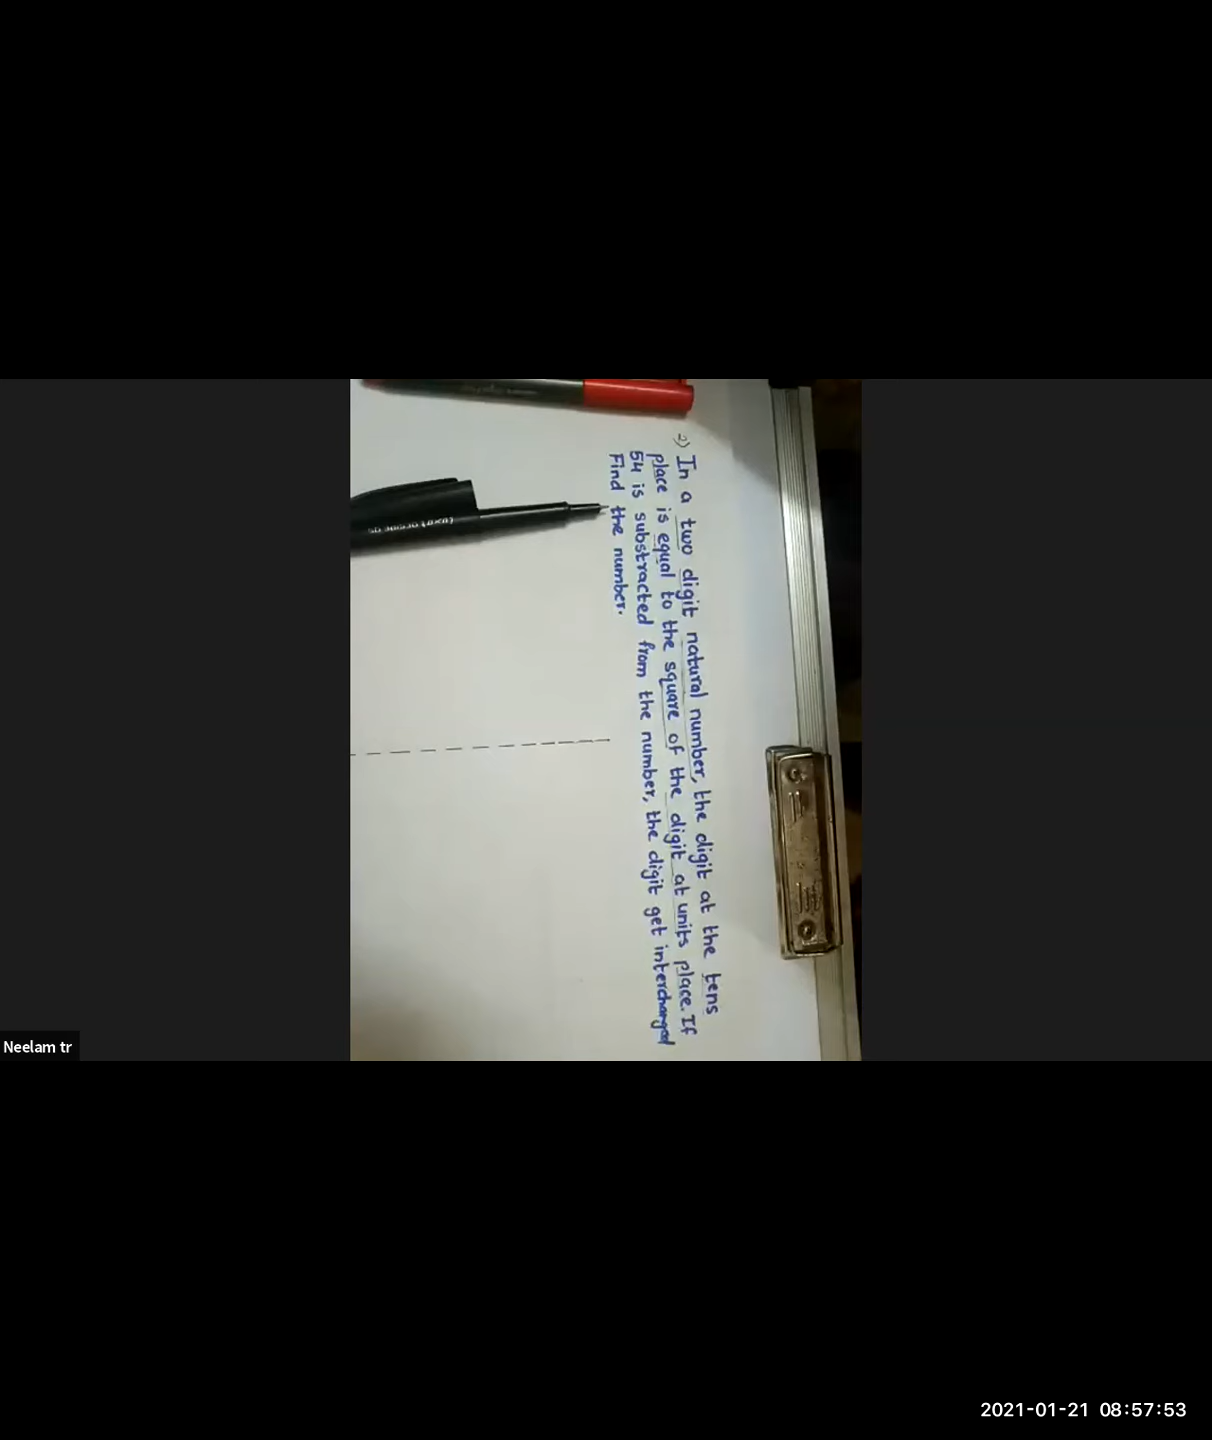 2) In a two digit natural number, the digit at the tens
place is equal to the square of the digit at units place. If
54 is substracted from the number, the digit get interchanged
Find the number.
Neelam tr
2021-01-21 08:57:53